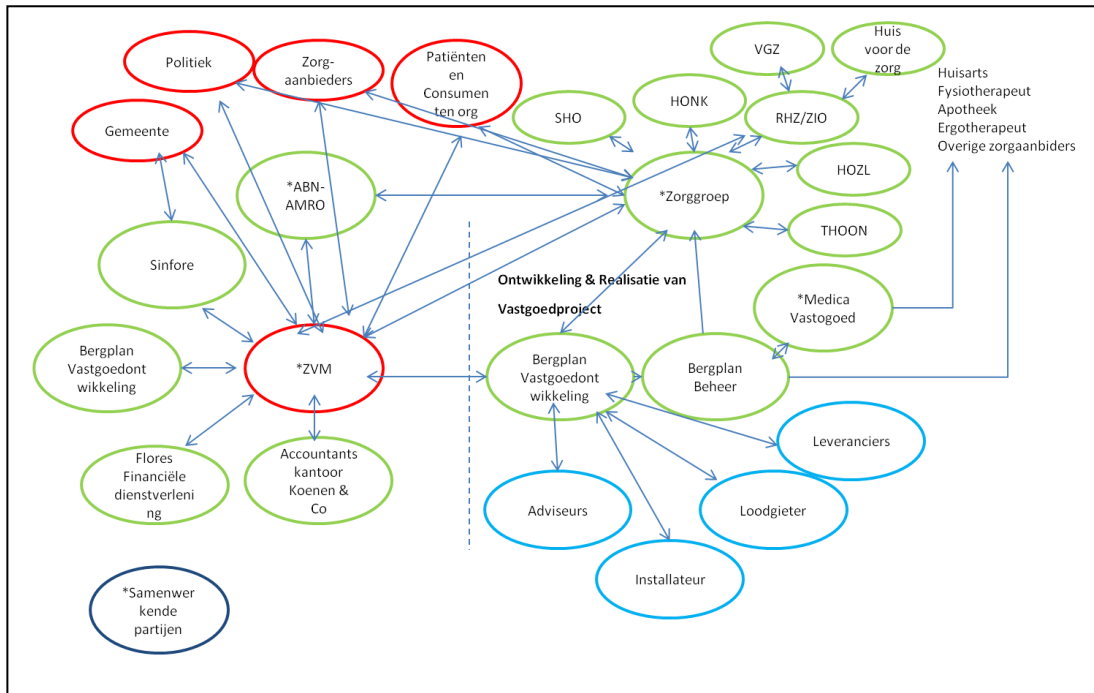 Politiek
Zorg-
aanbieders
Patiënten
en
Consumen
ten org
VGZ
Huis
voor de
zorg
Huisarts
Fysiotherapeut
Apotheek
Ergotherapeut
Overige zorgaanbiders
Gemeente
SHO
HONK
RHZ/ZIO
*ABN-
AMRO
*Zorggroep
HOZL
THOON
Sinfore
Ontwikkeling & Realisatie van
Vastgoedproject
*Medica
Vastogoed
Bergplan
Vastgoedont
wikkeling
*ZVM
Bergplan
Vastgoedont
wikkeling
Bergplan
Beheer
Flores
Financiële
dienstverleni
ng
Accountants
kantoor
Koenen &
Co
Leveranciers
Adviseurs
Loodgieter
Installateur
*Samenwer
kende
partijen